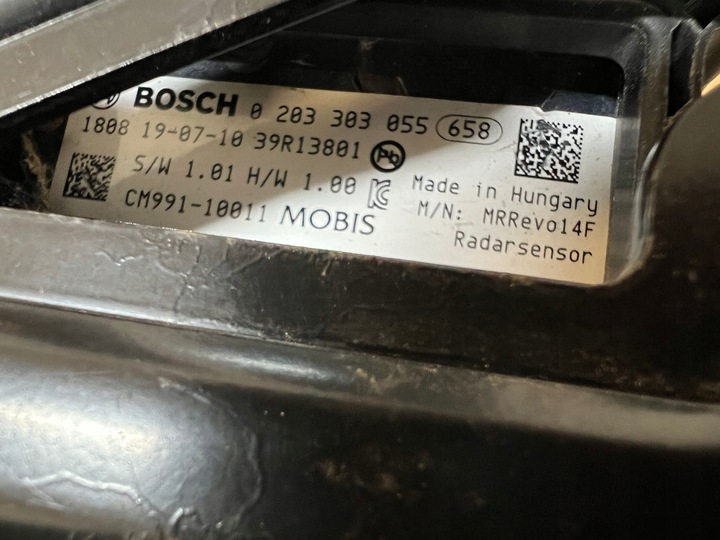 BOSCH 0 203 303 055 658
1808 19-07-10 39R13801 Pb
S/W 1.01 H/W 1.00
CM991-10011 MOBIS
Made in Hungary
M/N: MRRevo14F
Radarsensor